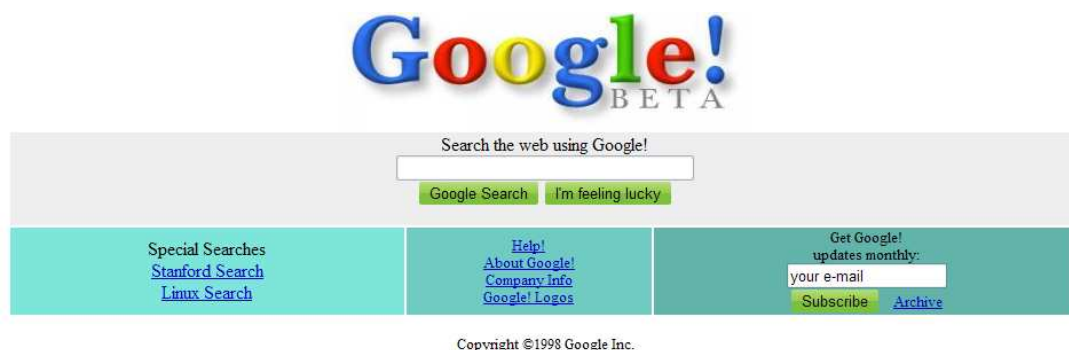 Google!
BETA
Search the web using Google!
Google Search I'm feeling lucky
Special Searches
Stanford Search
Linux Search
Help!
About Google!
Company Info
Google! Logos
Get Google!
updates monthly:
your e-mail
Subscribe Archive
Copyright ©1998 Google Inc.